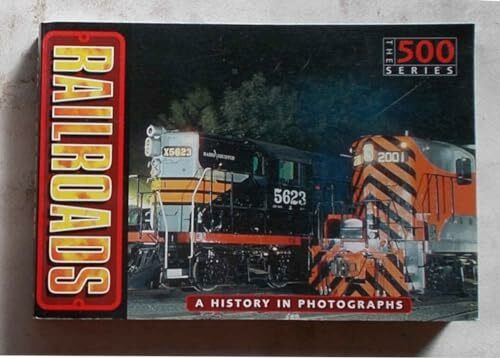 RAILROADS
THE
500
SERIES
X5623
5623
2001
A HISTORY IN PHOTOGRAPHS